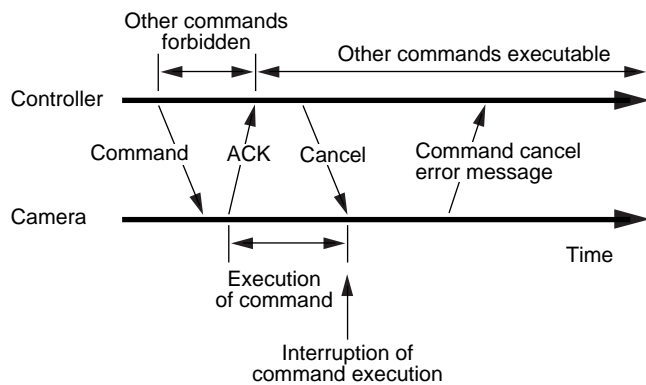 Other commands
forbidden
Other commands executable
Controller
Command
ACK
Cancel
Command cancel
error message
Camera
Time
Execution
of command
Interruption of
command execution